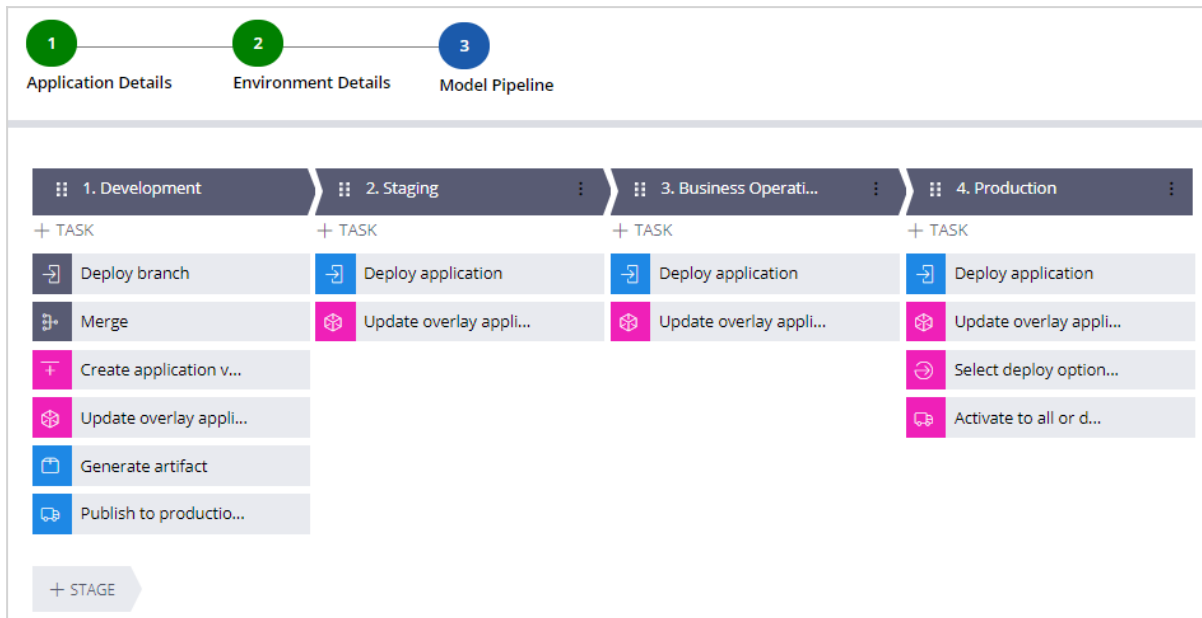 1
2
3
Application Details
Environment Details
Model Pipeline
1. Development
2. Staging
3. Business Operati...
4. Production
+ TASK
+ TASK
+ TASK
+ TASK
Deploy branch
Deploy application
Deploy application
Deploy application
Merge
Update overlay appli...
Update overlay appli...
Update overlay appli...
Create application v...
Select deploy option...
Update overlay appli...
Activate to all or d...
Generate artifact
Publish to productio...
+ STAGE